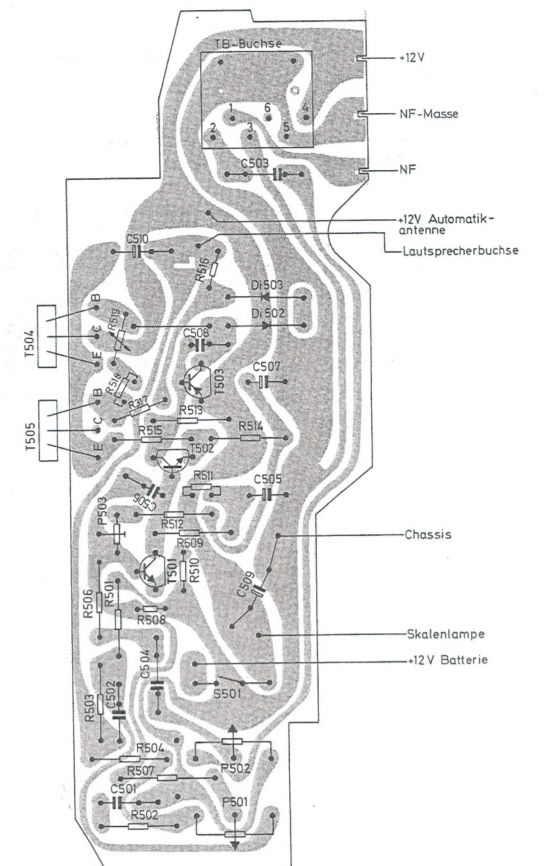 TB-Buchse
+12V
1
6
4
NF-Masse
2
3
5
C503
NF
+12V Automatik-
antenne
C510
Lautsprecherbuchse
R516
Di503
B
Di502
T504
C
R519
C508
E
T503
C507
R518
B
R317
R513
T505
C
R515
R514
E
T502
R511
C506
C505
P503
R512
R509
Chassis
T501
R510
C509
R506
R501
R508
Skalenlampe
C504
+12V Batterie
R503
C502
S501
R504
P502
R507
C501
P501
R502